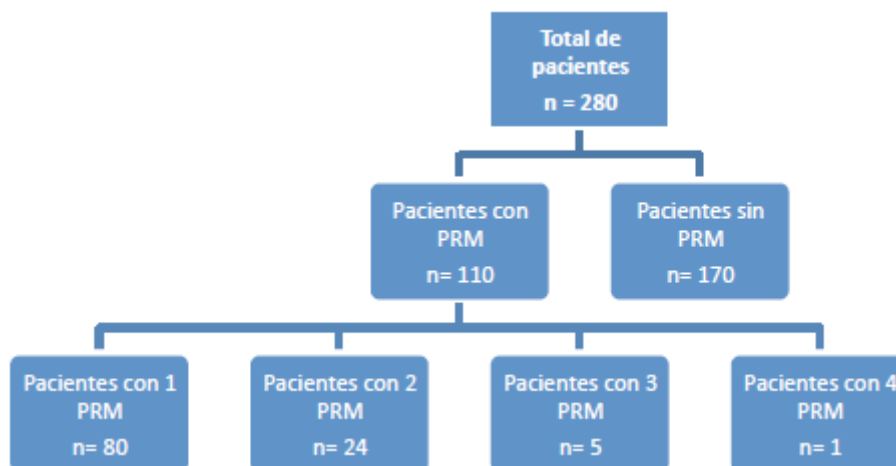 Total de
pacientes
n = 280
Pacientes con
PRM
n= 110
Pacientes sin
PRM
n= 170
Pacientes con 1
PRM
n= 80
Pacientes con 2
PRM
n= 24
Pacientes con 3
PRM
n= 5
Pacientes con 4
PRM
n= 1